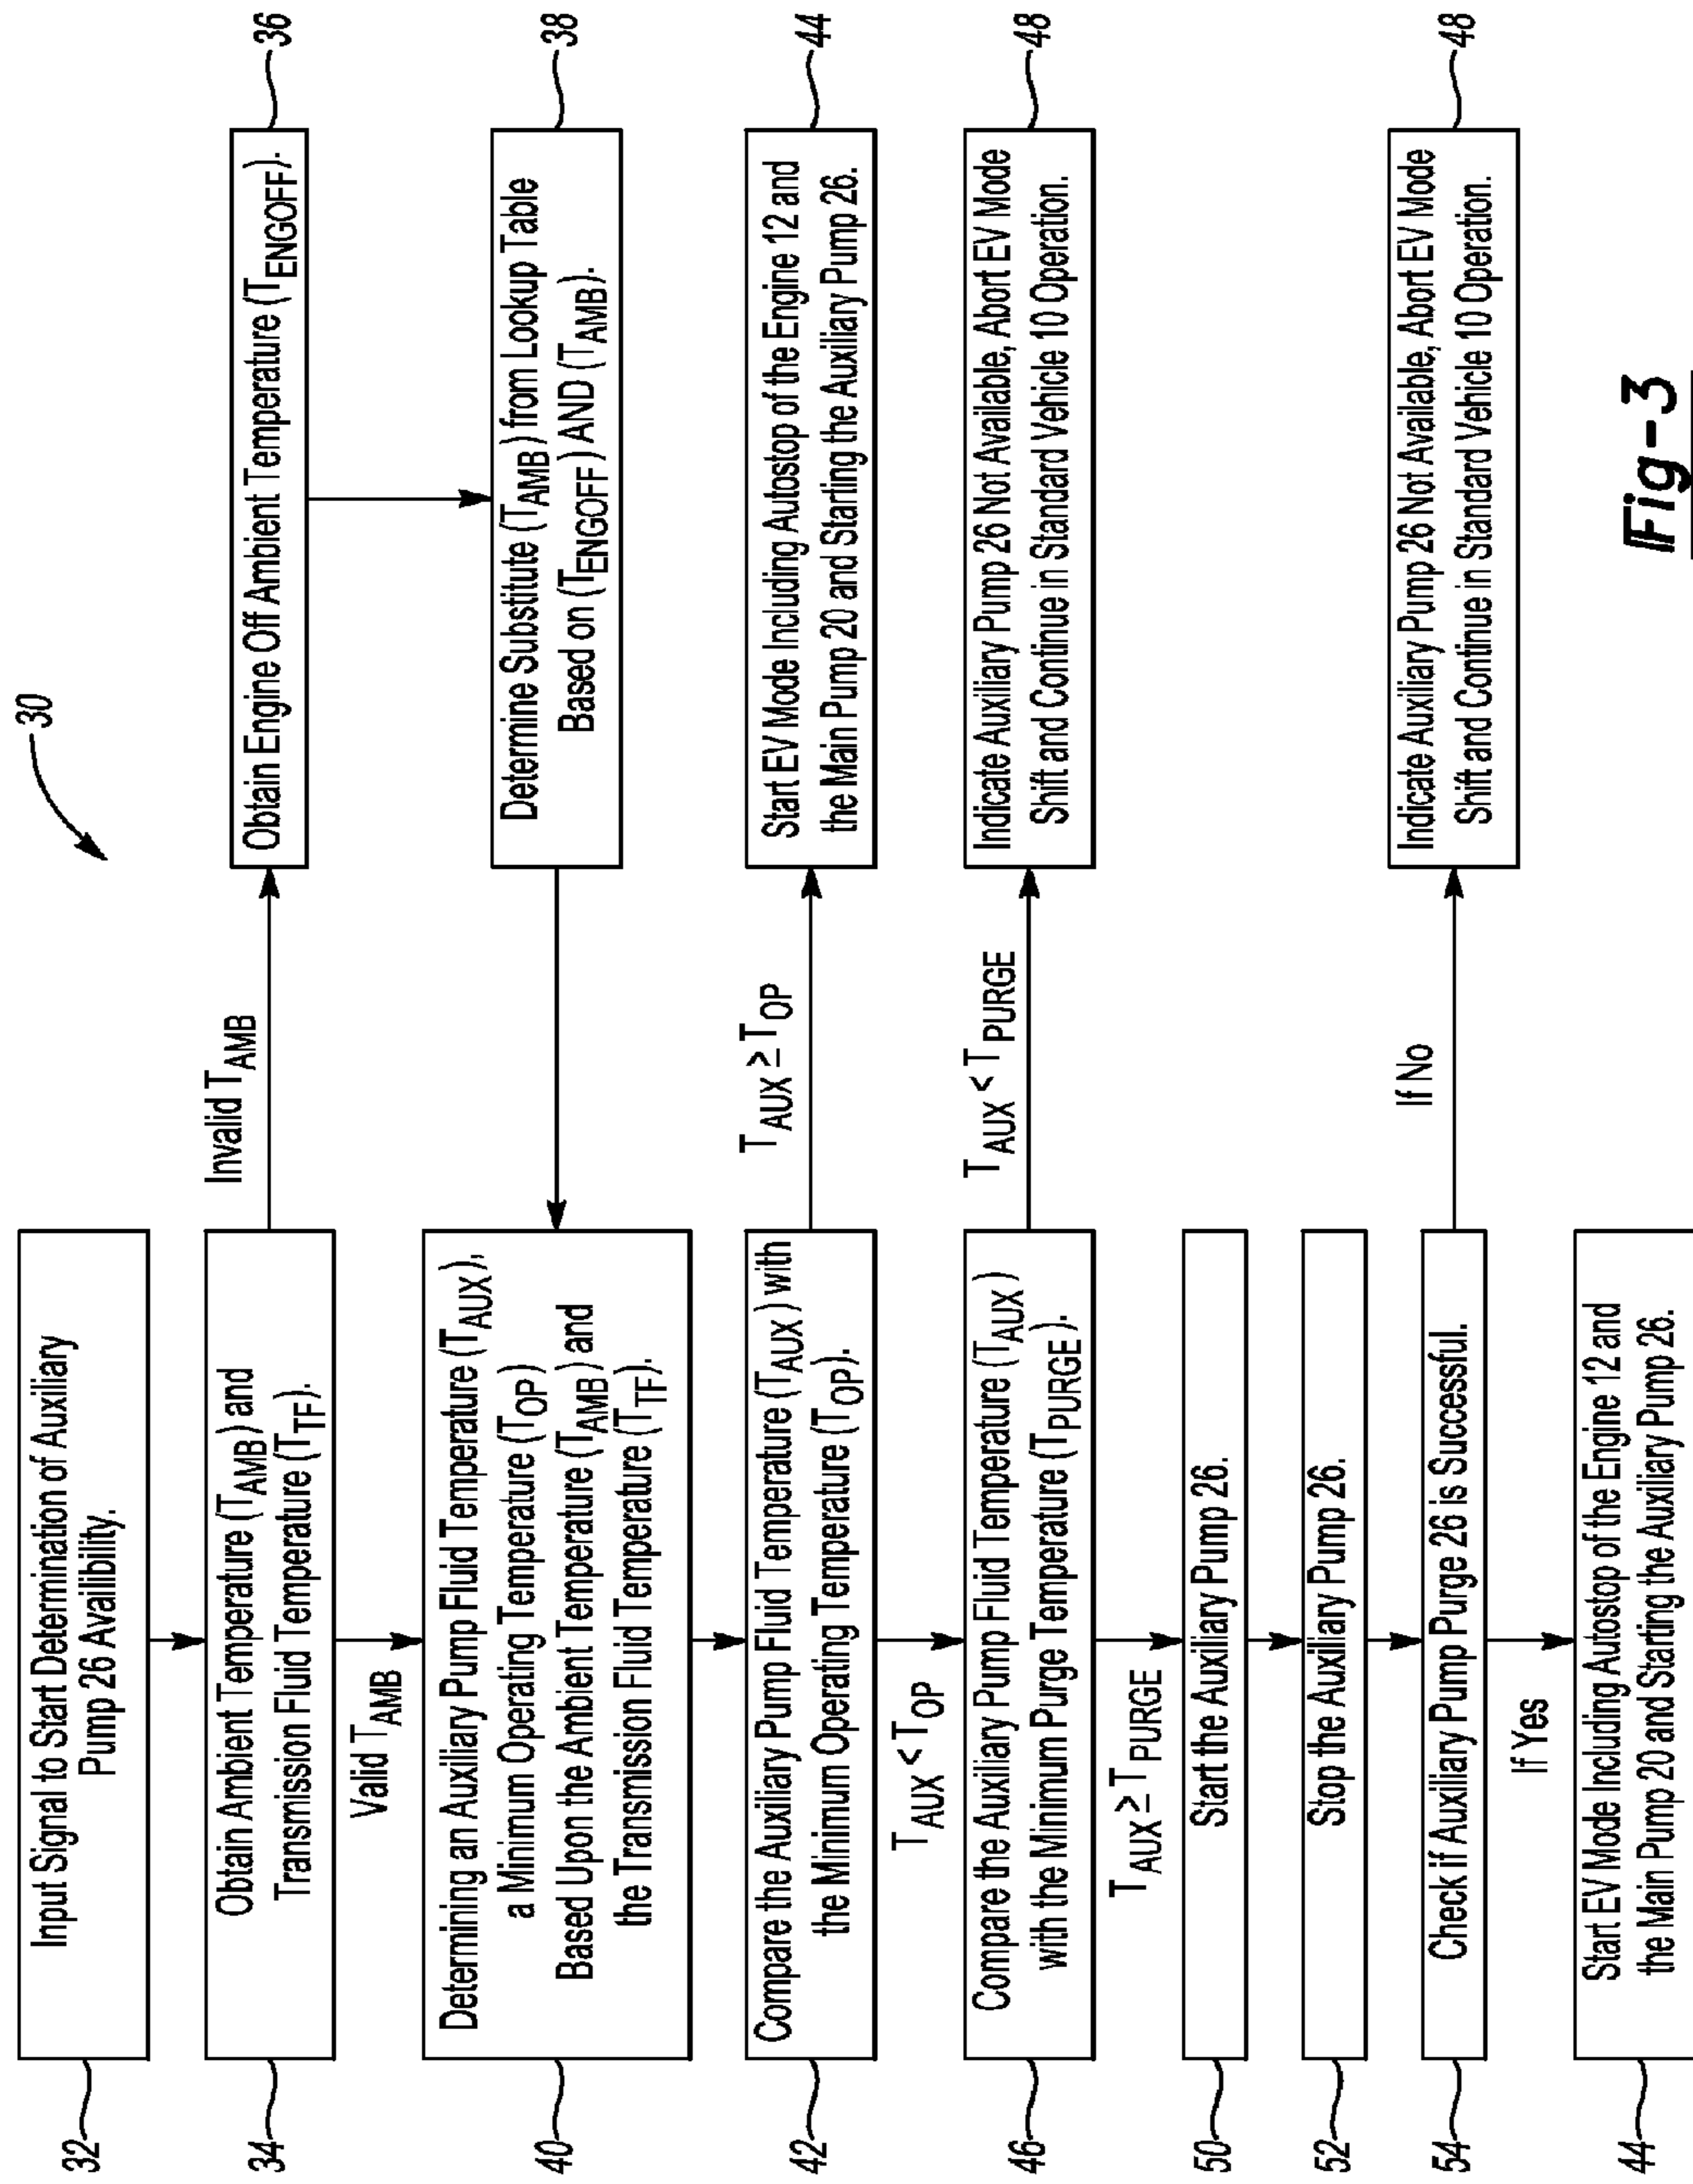 30
32
Input Signal to Start Determination of Auxiliary
Pump 26 Availibility.
34
Obtain Ambient Temperature (TAMB) and
Transmission Fluid Temperature (TTF).
Invalid TAMB
Obtain Engine Off Ambient Temperature (TENGOFF).
36
Valid TAMB
Determine Substitute (TAMB) from Lookup Table
Based on (TENGOFF) AND (TAMB).
38
40
Determining an Auxiliary Pump Fluid Temperature (TAUX),
a Minimum Operating Temperature (TOP)
Based Upon the Ambient Temperature (TAMB) and
the Transmission Fluid Temperature (TTF).
42
Compare the Auxiliary Pump Fluid Temperature (TAUX) with
the Minimum Operating Temperature (TOP).
TAUX ≥ TOP
Start EV Mode Including Autostop of the Engine 12 and
the Main Pump 20 and Starting the Auxiliary Pump 26.
44
TAUX < TOP
46
Compare the Auxiliary Pump Fluid Temperature (TAUX)
with the Minimum Purge Temperature (TPURGE).
TAUX < TPURGE
Indicate Auxiliary Pump 26 Not Available, Abort EV Mode
Shift and Continue in Standard Vehicle 10 Operation.
48
TAUX ≥ TPURGE
50
Start the Auxiliary Pump 26.
52
Stop the Auxiliary Pump 26.
54
Check if Auxiliary Pump Purge 26 is Successful.
If No
Indicate Auxiliary Pump 26 Not Available, Abort EV Mode
Shift and Continue in Standard Vehicle 10 Operation.
48
If Yes
44
Start EV Mode Including Autostop of the Engine 12 and
the Main Pump 20 and Starting the Auxiliary Pump 26.
Fig-3